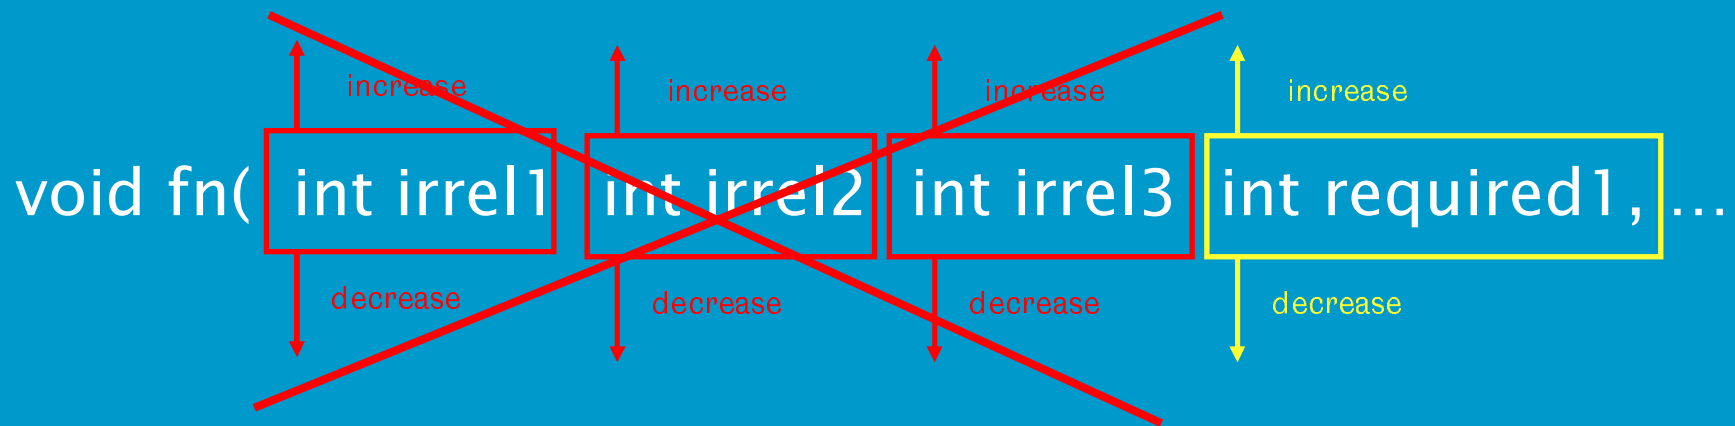 increase increase increase increase
void fn( int irrel1 int irrel2 int irrel3 int required1, ...
decrease decrease decrease decrease